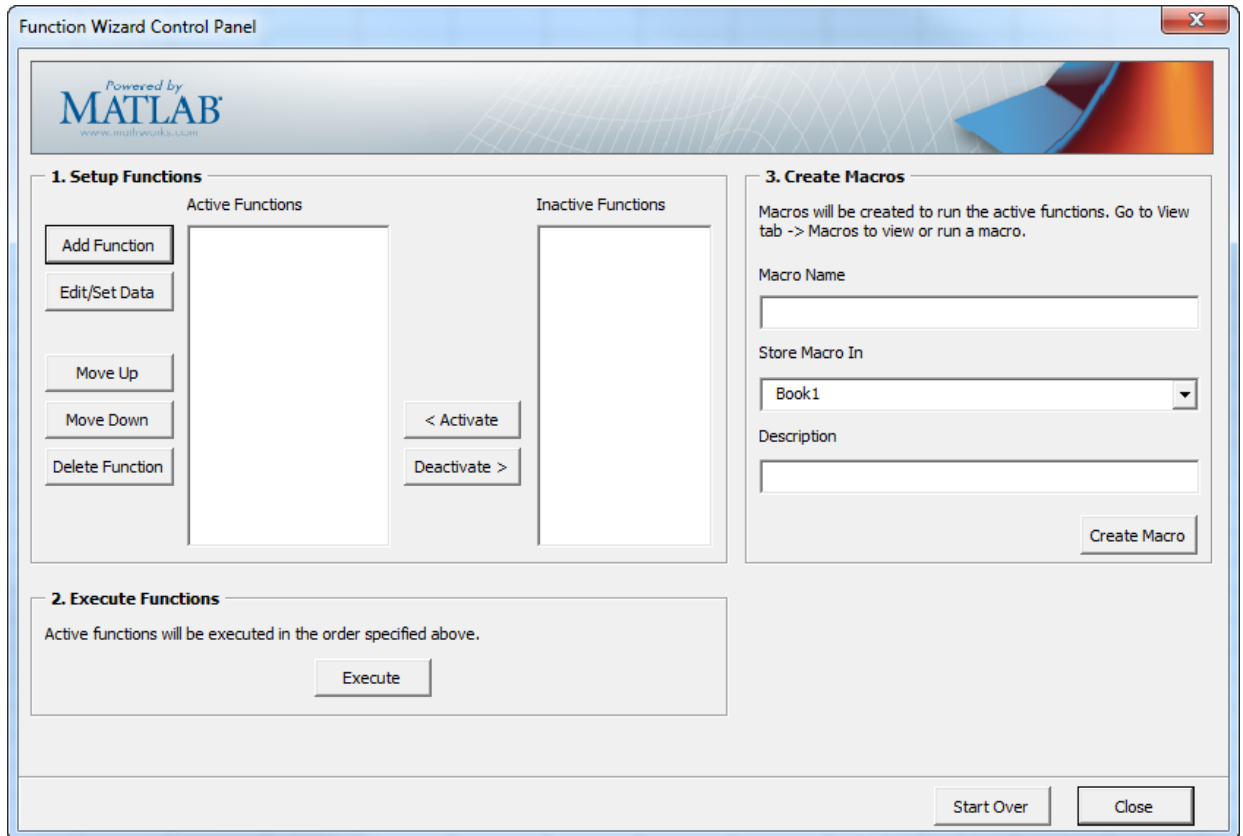 Function Wizard Control Panel
Powered by
MATLAB
www.mathworks.com
1. Setup Functions
Active Functions
Inactive Functions
Add Function
Edit/Set Data
Move Up
Move Down
Delete Function
< Activate
Deactivate >
3. Create Macros
Macros will be created to run the active functions. Go to View
tab -> Macros to view or run a macro.
Macro Name
Store Macro In
Book1
Description
Create Macro
2. Execute Functions
Active functions will be executed in the order specified above.
Execute
Start Over
Close